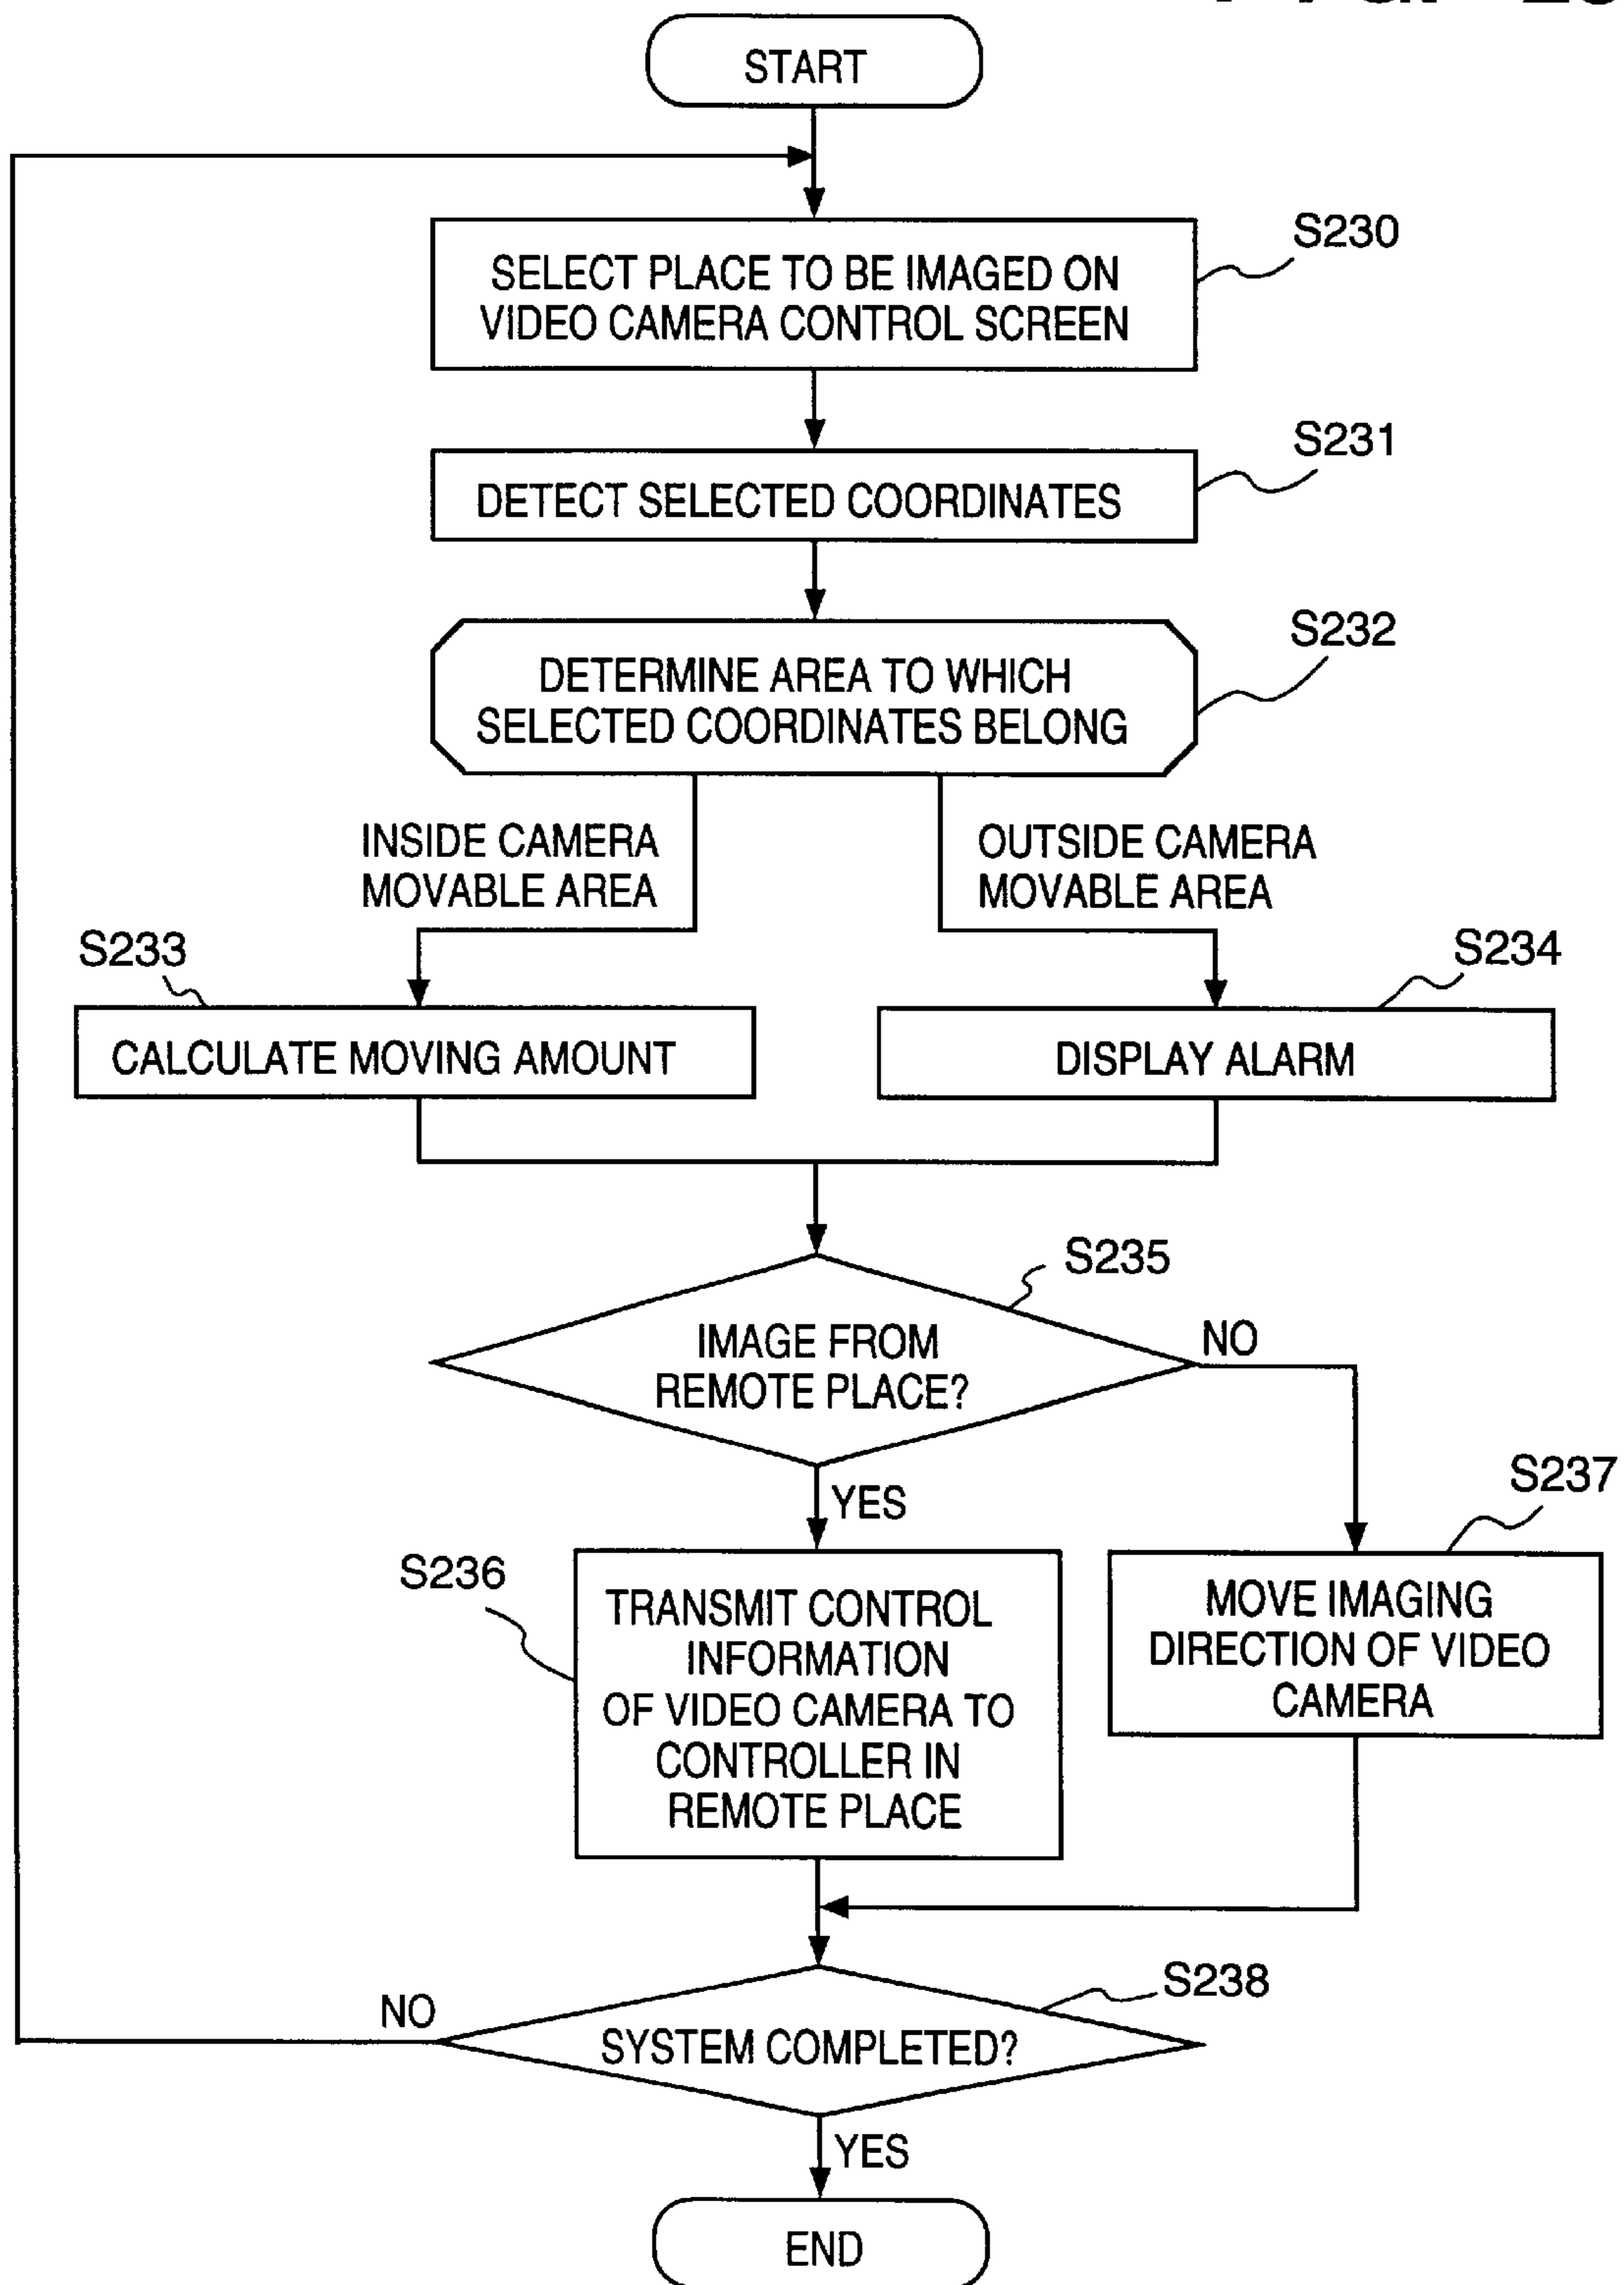 START
S230
SELECT PLACE TO BE IMAGED ON
VIDEO CAMERA CONTROL SCREEN
S231
DETECT SELECTED COORDINATES
S232
DETERMINE AREA TO WHICH
SELECTED COORDINATES BELONG
INSIDE CAMERA
MOVABLE AREA
OUTSIDE CAMERA
MOVABLE AREA
S233
CALCULATE MOVING AMOUNT
S234
DISPLAY ALARM
S235
IMAGE FROM
REMOTE PLACE?
NO
YES
S236
TRANSMIT CONTROL
INFORMATION
OF VIDEO CAMERA TO
CONTROLLER IN
REMOTE PLACE
S237
MOVE IMAGING
DIRECTION OF VIDEO
CAMERA
S238
NO
SYSTEM COMPLETED?
YES
END